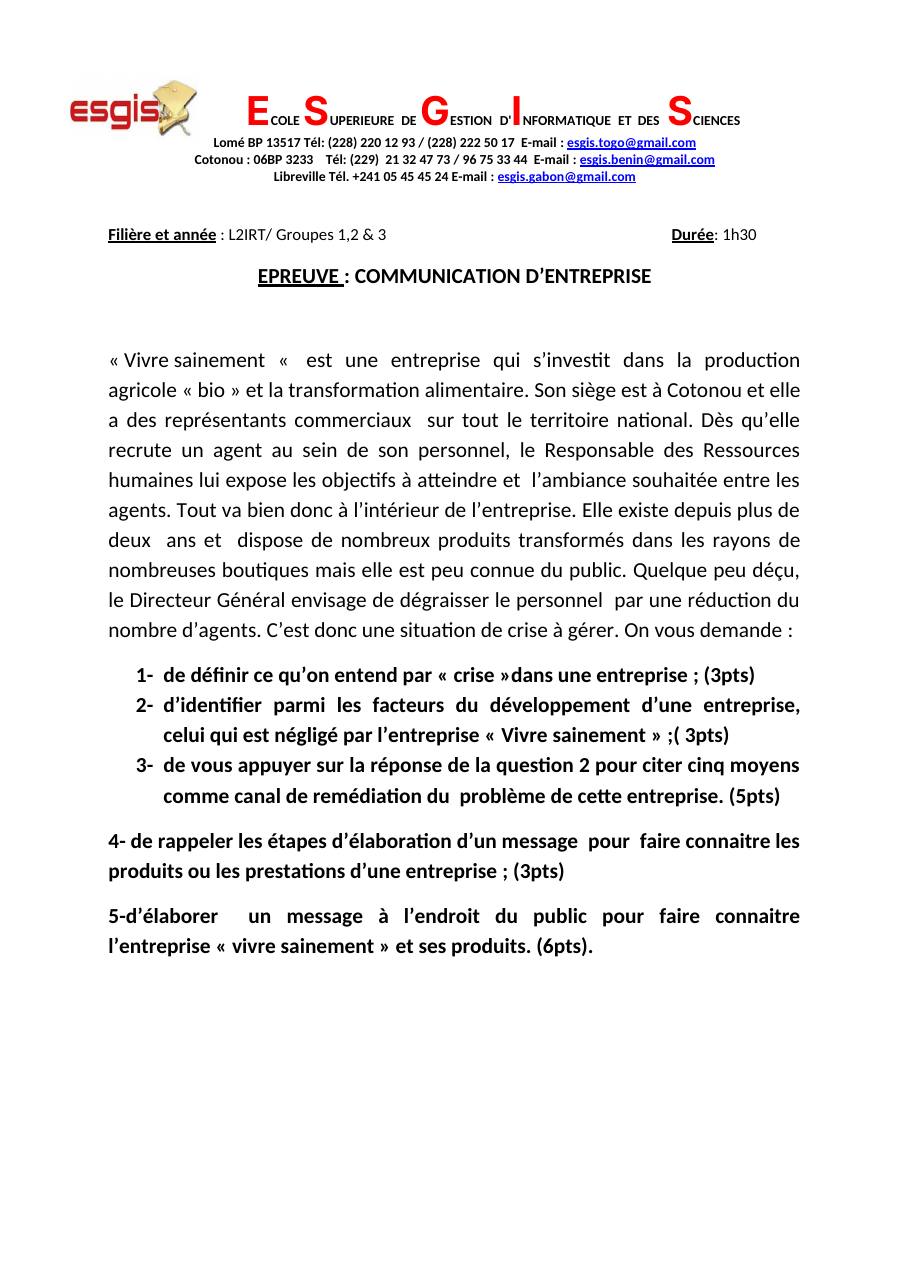 esgis
ECOLE SUPERIEURE DE GESTION D'INFORMATIQUE ET DES SCIENCES
Lomé BP 13517 Tél: (228) 220 12 93 / (228) 222 50 17 E-mail : esgis.togo@gmail.com
Cotonou : 06BP 3233 Tél: (229) 21 32 47 73 / 96 75 33 44 E-mail : esgis.benin@gmail.com
Libreville Tél. +241 05 45 45 24 E-mail : esgis.gabon@gmail.com
Filière et année : L2IRT/ Groupes 1,2 & 3 Durée: 1h30
EPREUVE : COMMUNICATION D’ENTREPRISE
« Vivre sainement « est une entreprise qui s’investit dans la production
agricole « bio » et la transformation alimentaire. Son siège est à Cotonou et elle
a des représentants commerciaux sur tout le territoire national. Dès qu’elle
recrute un agent au sein de son personnel, le Responsable des Ressources
humaines lui expose les objectifs à atteindre et l’ambiance souhaitée entre les
agents. Tout va bien donc à l’intérieur de l’entreprise. Elle existe depuis plus de
deux ans et dispose de nombreux produits transformés dans les rayons de
nombreuses boutiques mais elle est peu connue du public. Quelque peu déçu,
le Directeur Général envisage de dégraisser le personnel par une réduction du
nombre d’agents. C’est donc une situation de crise à gérer. On vous demande :
1- de définir ce qu’on entend par « crise »dans une entreprise ; (3pts)
2- d’identifier parmi les facteurs du développement d’une entreprise,
celui qui est négligé par l’entreprise « Vivre sainement » ;( 3pts)
3- de vous appuyer sur la réponse de la question 2 pour citer cinq moyens
comme canal de remédiation du problème de cette entreprise. (5pts)
4- de rappeler les étapes d’élaboration d’un message pour faire connaitre les
produits ou les prestations d’une entreprise ; (3pts)
5-d’élaborer un message à l’endroit du public pour faire connaitre
l’entreprise « vivre sainement » et ses produits. (6pts).